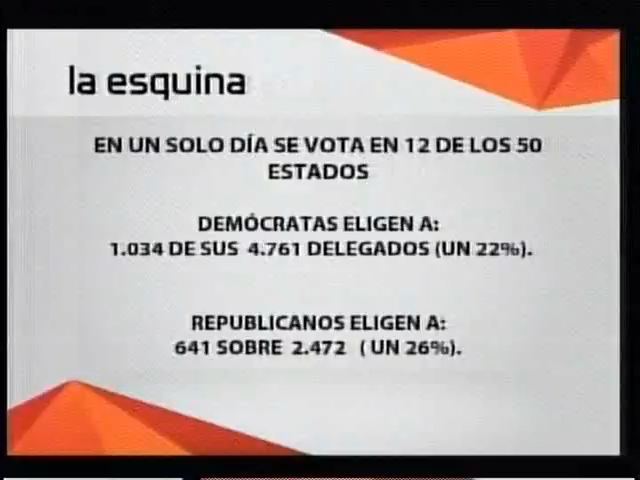 la esquina
EN UN SOLO DÍA SE VOTA EN 12 DE LOS 50
ESTADOS
DEMÓCRATAS ELIGEN A:
1.034 DE SUS 4.761 DELEGADOS (UN 22%).
REPUBLICANOS ELIGEN A:
641 SOBRE 2.472 ( UN 26%).